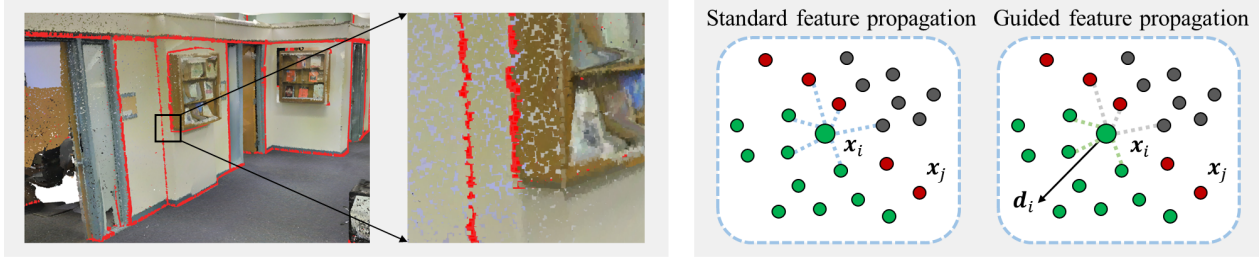 Standard feature propagation
Guided feature propagation
x_i
x_j
x_i
x_j
d_i